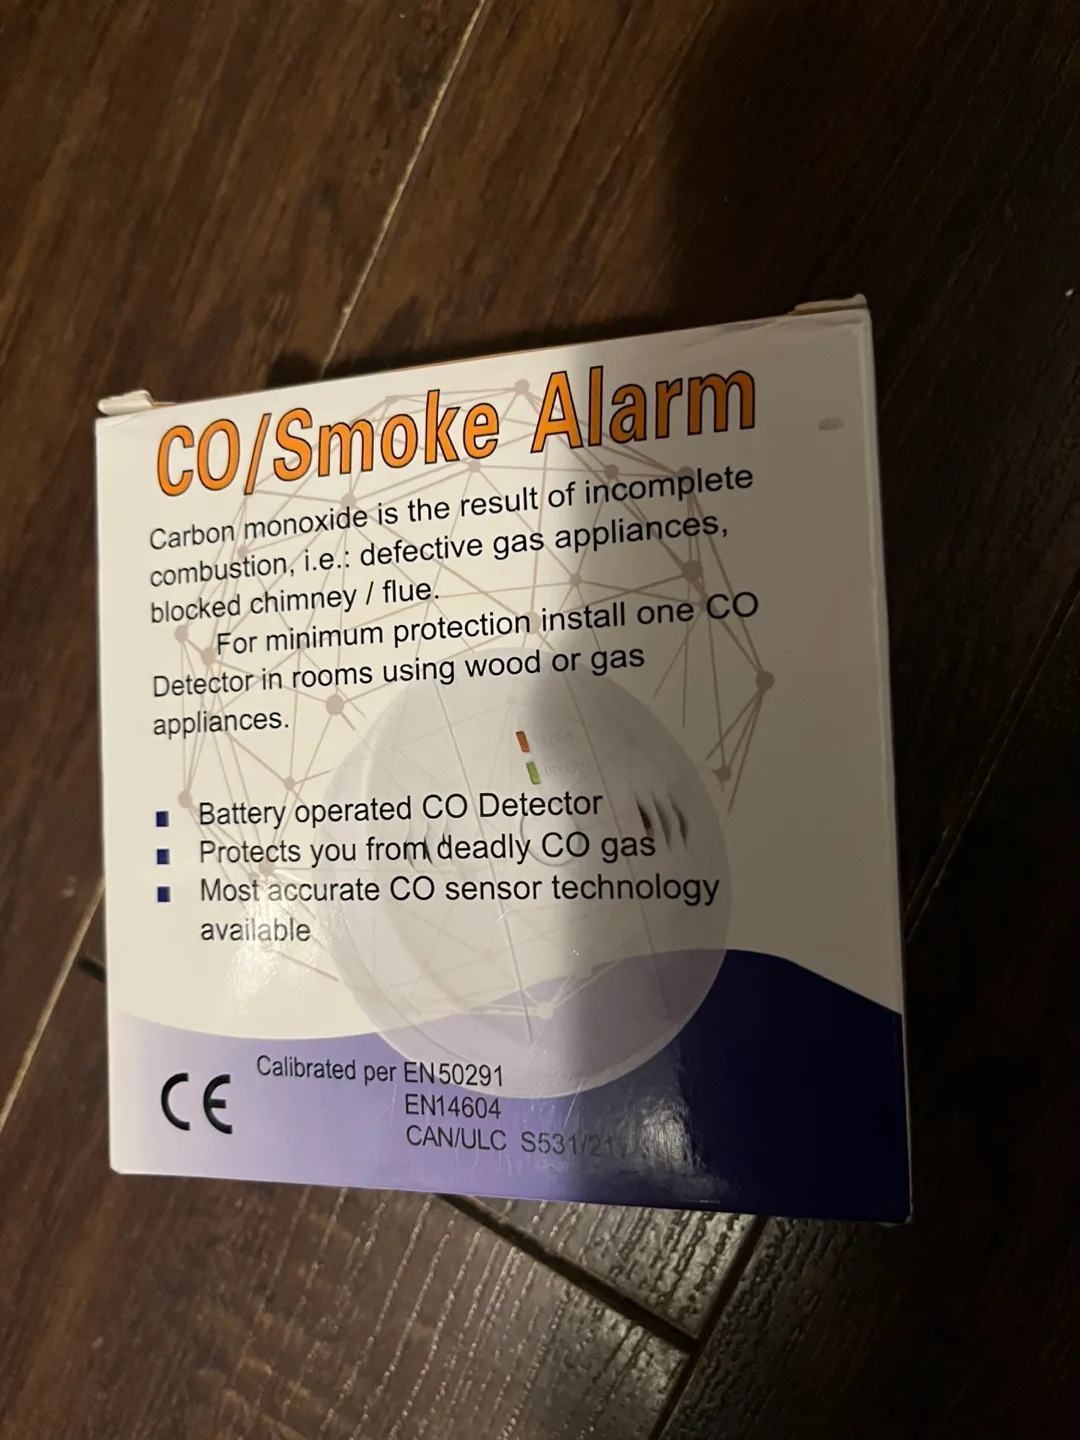 CO/Smoke Alarm
Carbon monoxide is the result of incomplete
combustion, i.e.: defective gas appliances,
blocked chimney / flue.
For minimum protection install one CO
Detector in rooms using wood or gas
appliances.
Battery operated CO Detector
Protects you from deadly CO gas
Most accurate CO sensor technology
available
CE
Calibrated per EN50291
EN14604
CAN/ULC